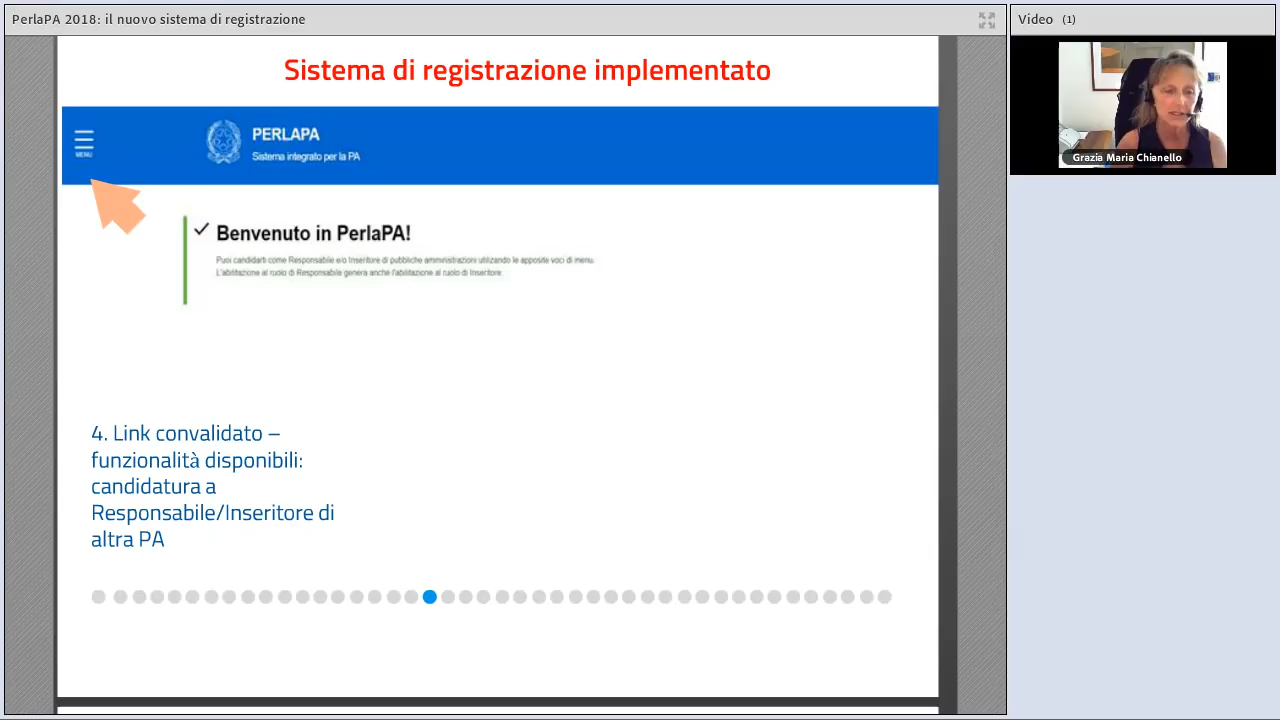 PerlaPA 2018: il nuovo sistema di registrazione
Video (1)
Sistema di registrazione implementato
MENU
PERLAPA
Sistema integrato per la PA
Grazia Maria Chianello
Benvenuto in PerlaPA!
Puoi candidarti come Responsabile e/o Inseritore di pubbliche amministrazioni utilizzando le apposite voci di menu.
L'abilitazione al ruolo di Responsabile genera anche l'abilitazione al ruolo di Inseritore
4. Link convalidato –
funzionalità disponibili:
candidatura a
Responsabile/Inseritore di
altra PA